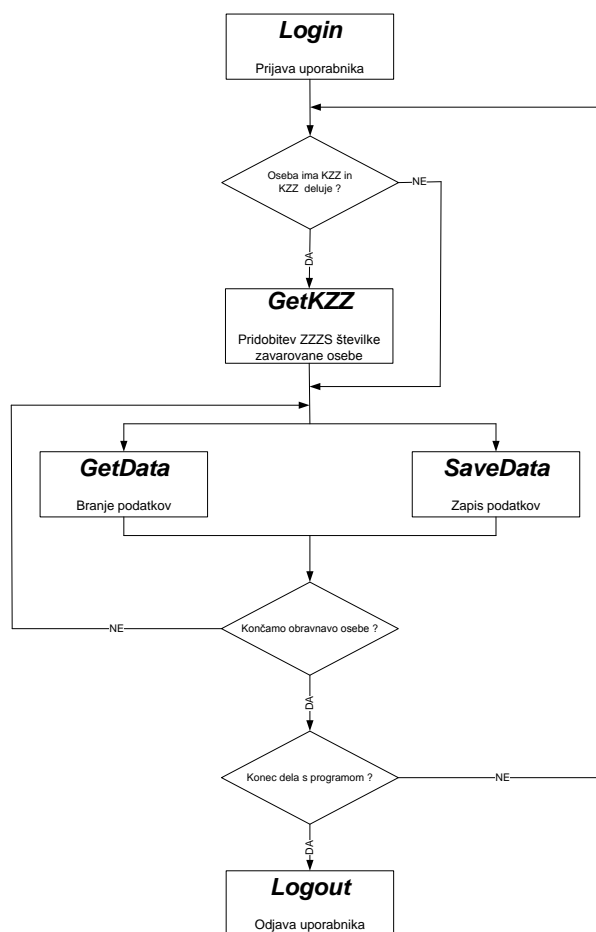 Login
Prijava uporabnika
Oseba ima KZZ in
KZZ deluje ?
NE
DA
GetKZZ
Pridobitev ZZZS številke
zavarovane osebe
GetData
Branje podatkov
SaveData
Zapis podatkov
Končamo obravnavo osebe ?
NE
DA
Konec dela s programom ?
NE
DA
Logout
Odjava uporabnika